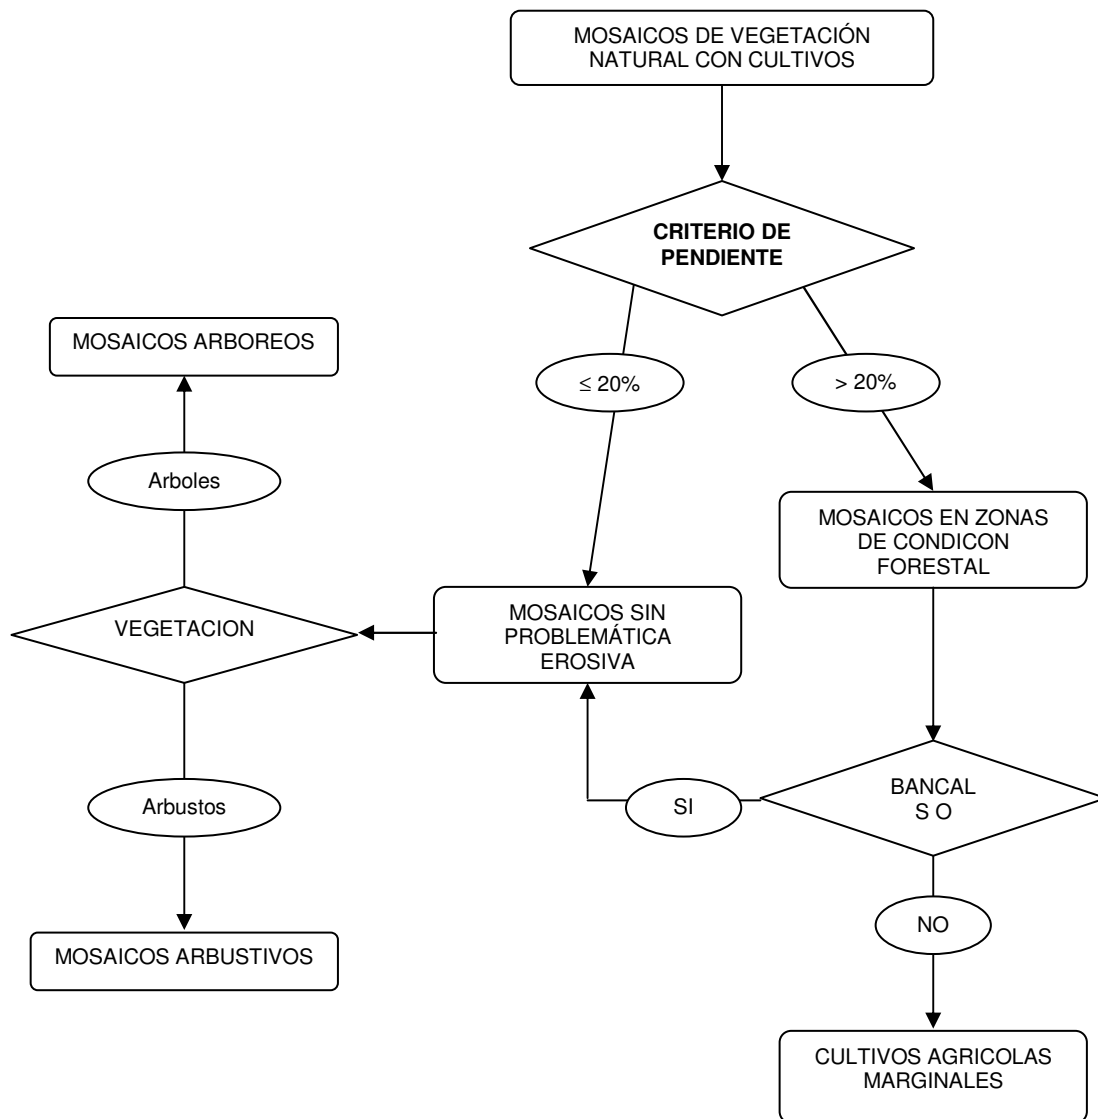 MOSAICOS DE VEGETACIÓN
NATURAL CON CULTIVOS
CRITERIO DE
PENDIENTE
MOSAICOS ARBOREOS
≤ 20%
> 20%
Arboles
MOSAICOS EN ZONAS
DE CONDICON
FORESTAL
MOSAICOS SIN
PROBLEMÁTICA
EROSIVA
VEGETACION
Arbustos
SI
BANCAL
S O
NO
MOSAICOS ARBUSTIVOS
CULTIVOS AGRICOLAS
MARGINALES